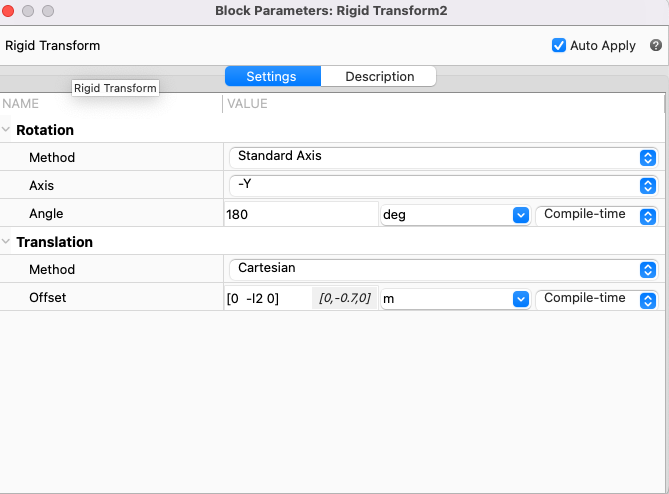 Block Parameters: Rigid Transform2
Rigid Transform
Auto Apply ?
Settings Description
Rigid Transform
NAME VALUE
Rotation
Method Standard Axis
Axis -Y
Angle 180 deg Compile-time
Translation
Method Cartesian
Offset [0 -l2 0] [0,-0.7,0] m Compile-time